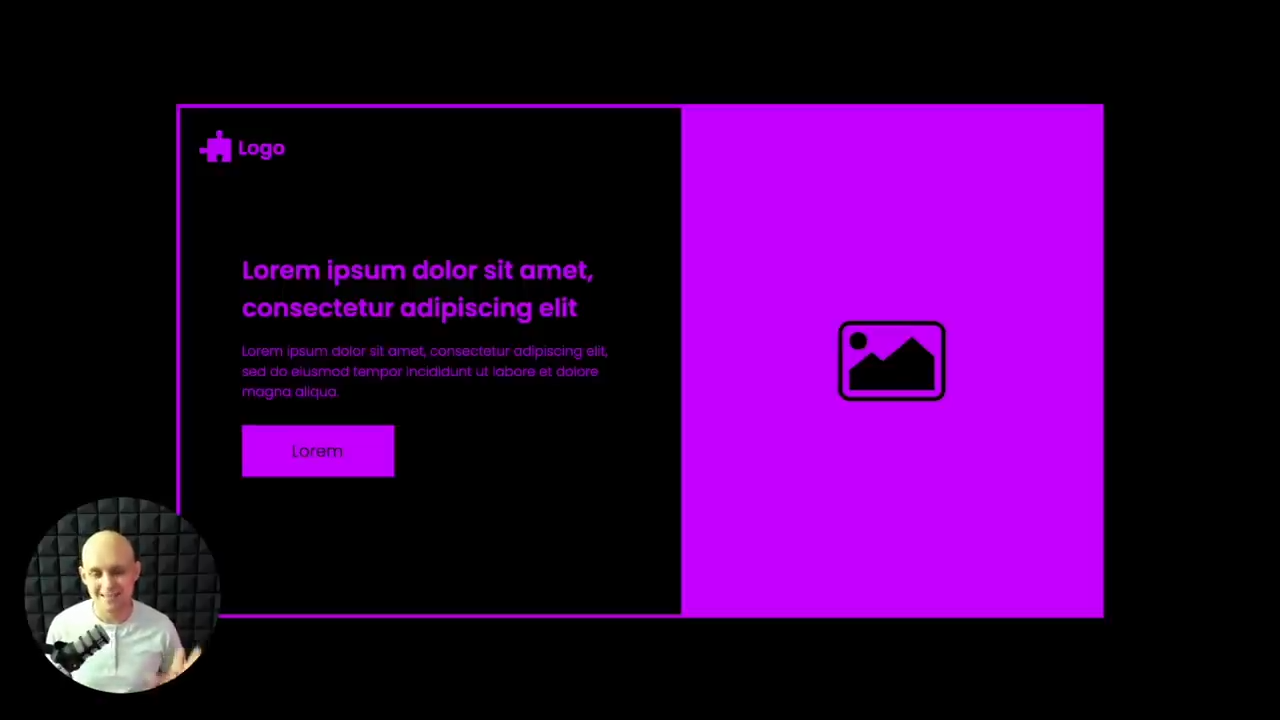 Logo
Lorem ipsum dolor sit amet,
consectetur adipiscing elit
Lorem ipsum dolor sit amet, consectetur adipiscing elit,
sed do eiusmod tempor incididunt ut labore et dolore
magna aliqua.
Lorem